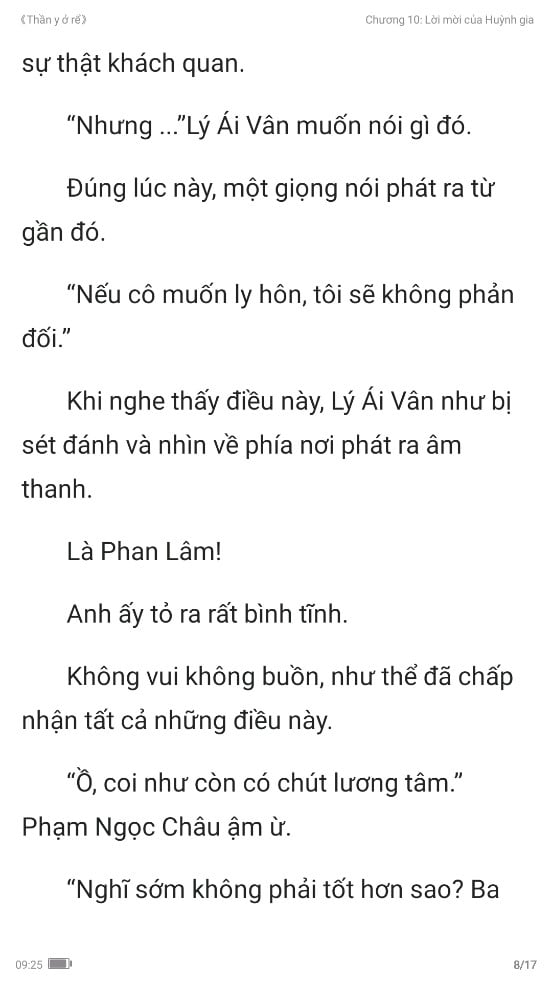 《Thần y ở rể》
Chương 10: Lời mời của Huỳnh gia
sự thật khách quan.
“Nhưng ...”Lý Ái Vân muốn nói gì đó.
Đúng lúc này, một giọng nói phát ra từ
gần đó.
“Nếu cô muốn ly hôn, tôi sẽ không phản
đối.”
Khi nghe thấy điều này, Lý Ái Vân như bị
sét đánh và nhìn về phía nơi phát ra âm
thanh.
Là Phan Lâm!
Anh ấy tỏ ra rất bình tĩnh.
Không vui không buồn, như thể đã chấp
nhận tất cả những điều này.
“Ồ, coi như còn có chút lương tâm.”
Phạm Ngọc Châu ậm ừ.
“Nghĩ sớm không phải tốt hơn sao? Ba
09:25
8/17